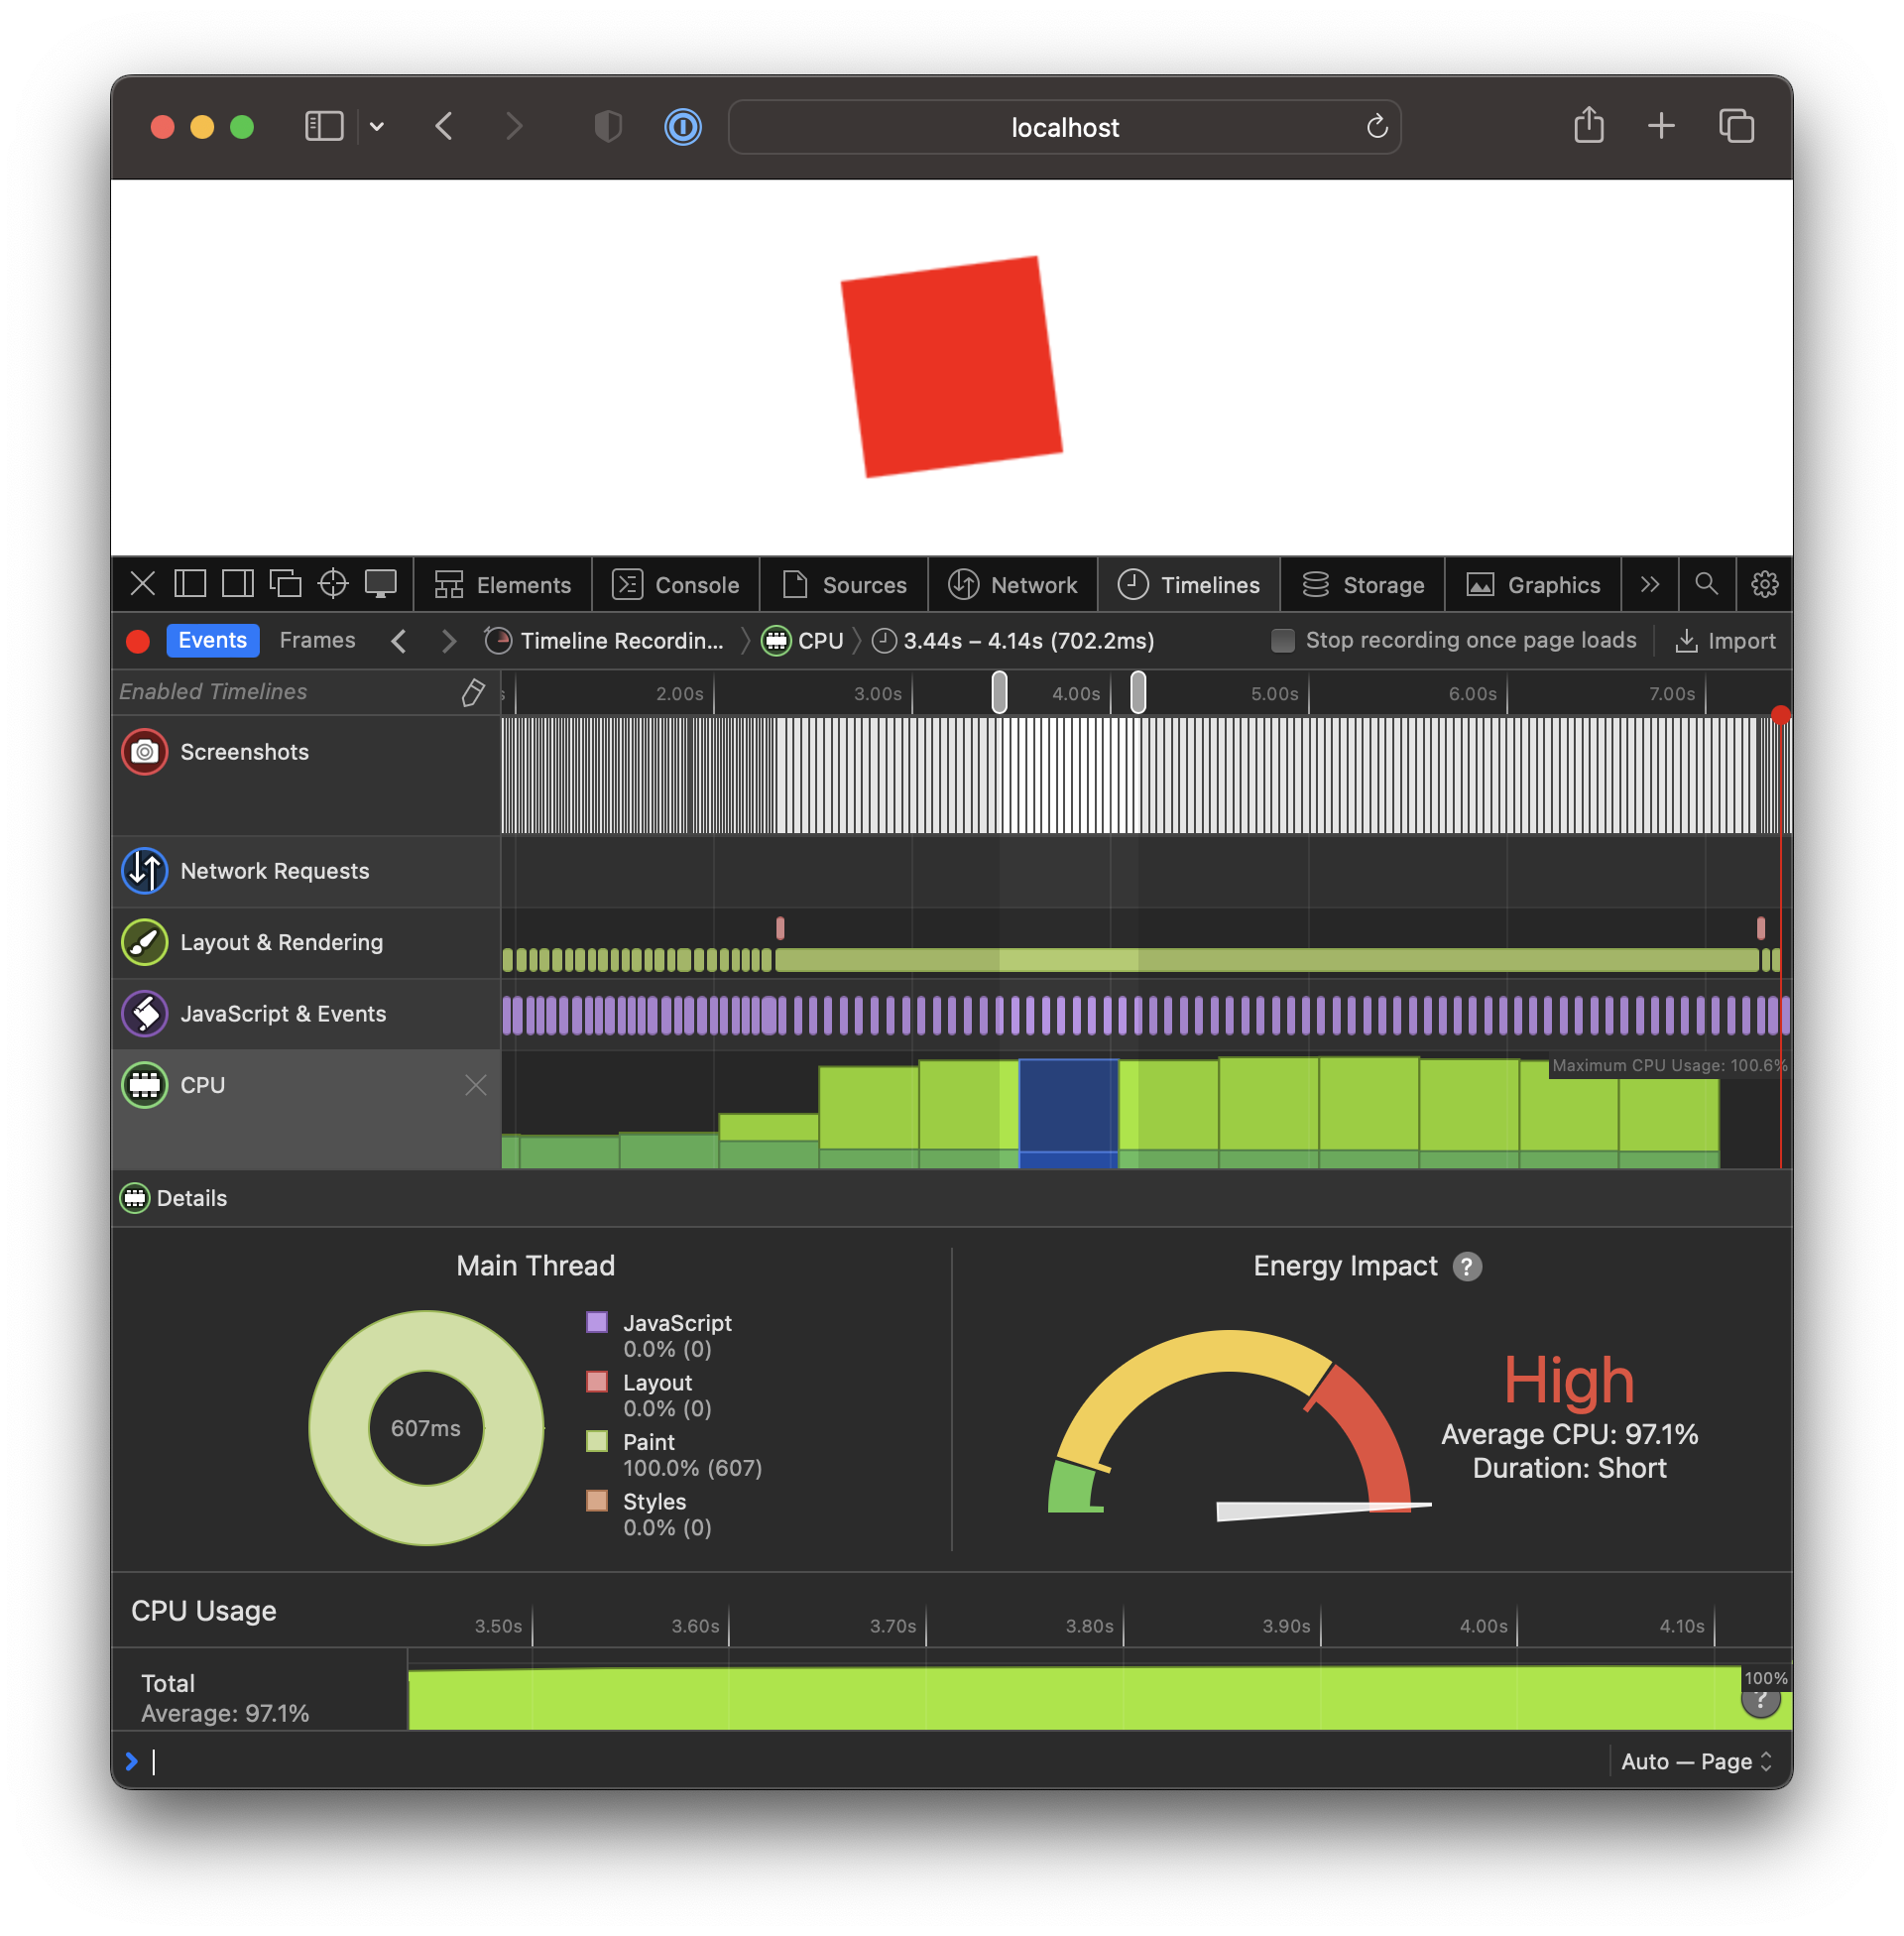 localhost
Elements
Console
Sources
Network
Timelines
Storage
Graphics
Events
Frames
Timeline Recordin...
CPU
3.44s – 4.14s (702.2ms)
Stop recording once page loads
Import
Enabled Timelines
s
2.00s
3.00s
4.00s
5.00s
6.00s
7.00s
Screenshots
Network Requests
Layout & Rendering
JavaScript & Events
CPU
Maximum CPU Usage: 100.6%
Details
Main Thread
607ms
JavaScript
0.0% (0)
Layout
0.0% (0)
Paint
100.0% (607)
Styles
0.0% (0)
Energy Impact ?
High
Average CPU: 97.1%
Duration: Short
CPU Usage
3.50s
3.60s
3.70s
3.80s
3.90s
4.00s
4.10s
Total
Average: 97.1%
100%
?
Auto — Page